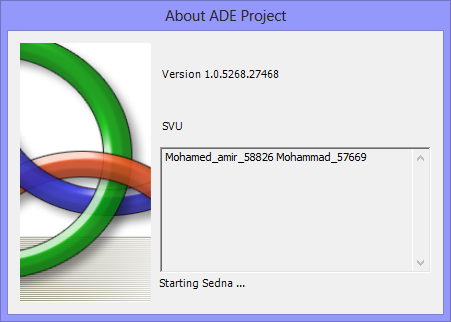 About ADE Project
Version 1.0.5268.27468
SVU
Mohamed_amir_58826 Mohammad_57669
Starting Sedna ...